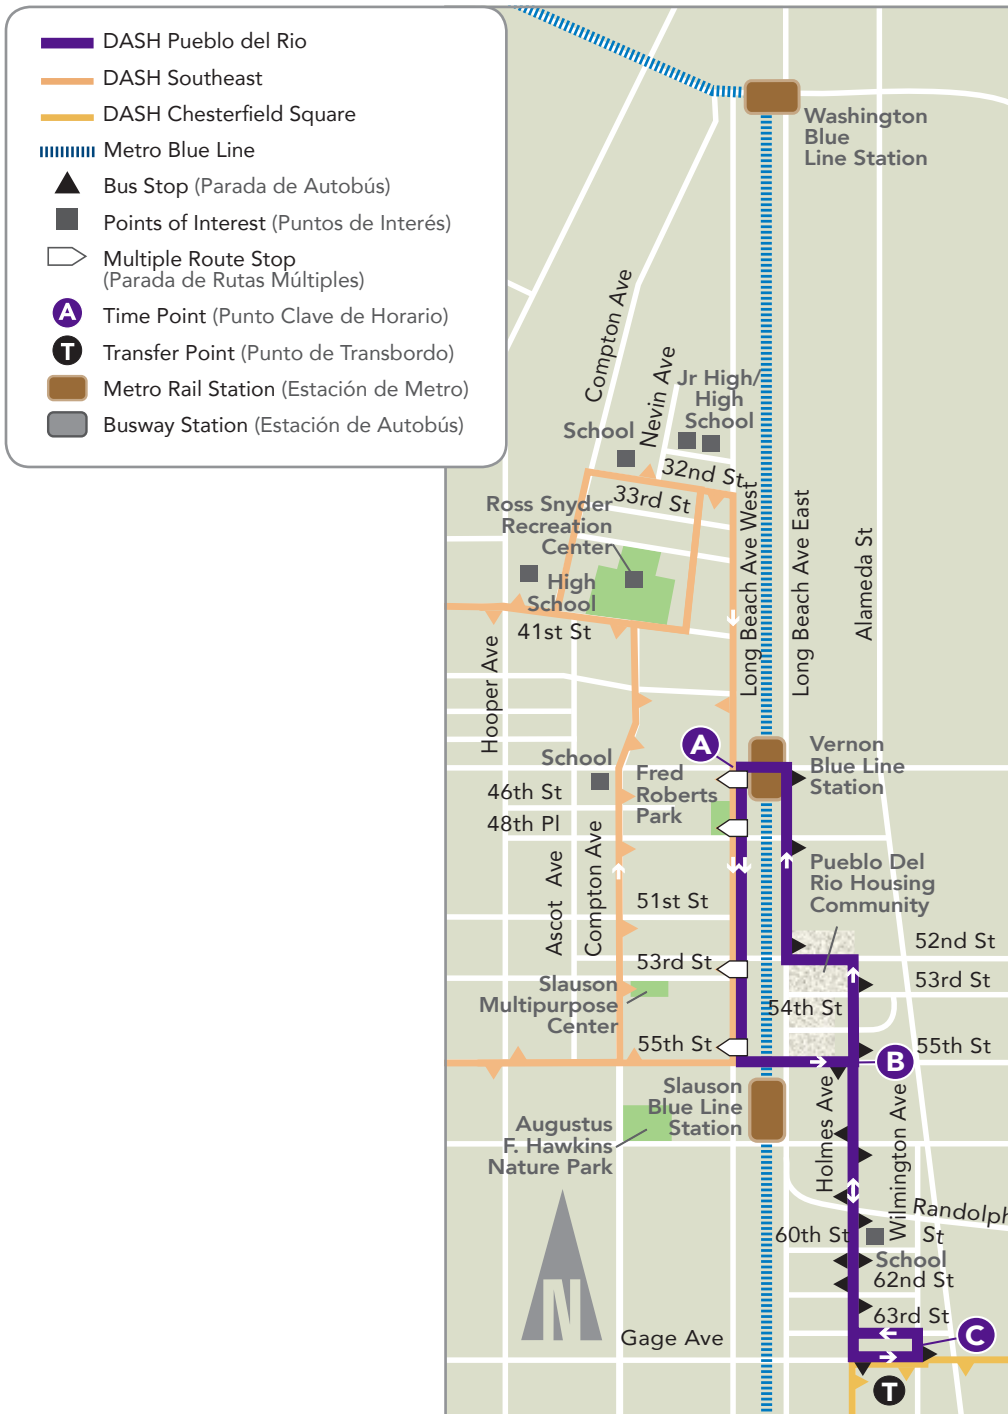 DASH Pueblo del Rio
DASH Southeast
DASH Chesterfield Square
Metro Blue Line
Bus Stop (Parada de Autobús)
Points of Interest (Puntos de Interés)
Multiple Route Stop
(Parada de Rutas Múltiples)
A Time Point (Punto Clave de Horario)
T Transfer Point (Punto de Transbordo)
Metro Rail Station (Estación de Metro)
Busway Station (Estación de Autobús)
Washington
Blue
Line Station
Compton Ave
Nevin Ave
Jr High/
High
School
School
32nd St
33rd St
Ross Snyder
Recreation
Center
High
School
41st St
Long Beach Ave West
Long Beach Ave East
Alameda St
Hooper Ave
A
Vernon
Blue Line
Station
School
Fred
Roberts
Park
46th St
48th Pl
Ascot Ave
Compton Ave
Pueblo Del
Rio Housing
Community
51st St
52nd St
53rd St
53rd St
Slauson
Multipurpose
Center
54th St
55th St
55th St
B
Slauson
Blue Line
Station
Augustus
F. Hawkins
Nature Park
Holmes Ave
Wilmington Ave
Randolph
St
60th St
School
62nd St
63rd St
N
Gage Ave
C
T